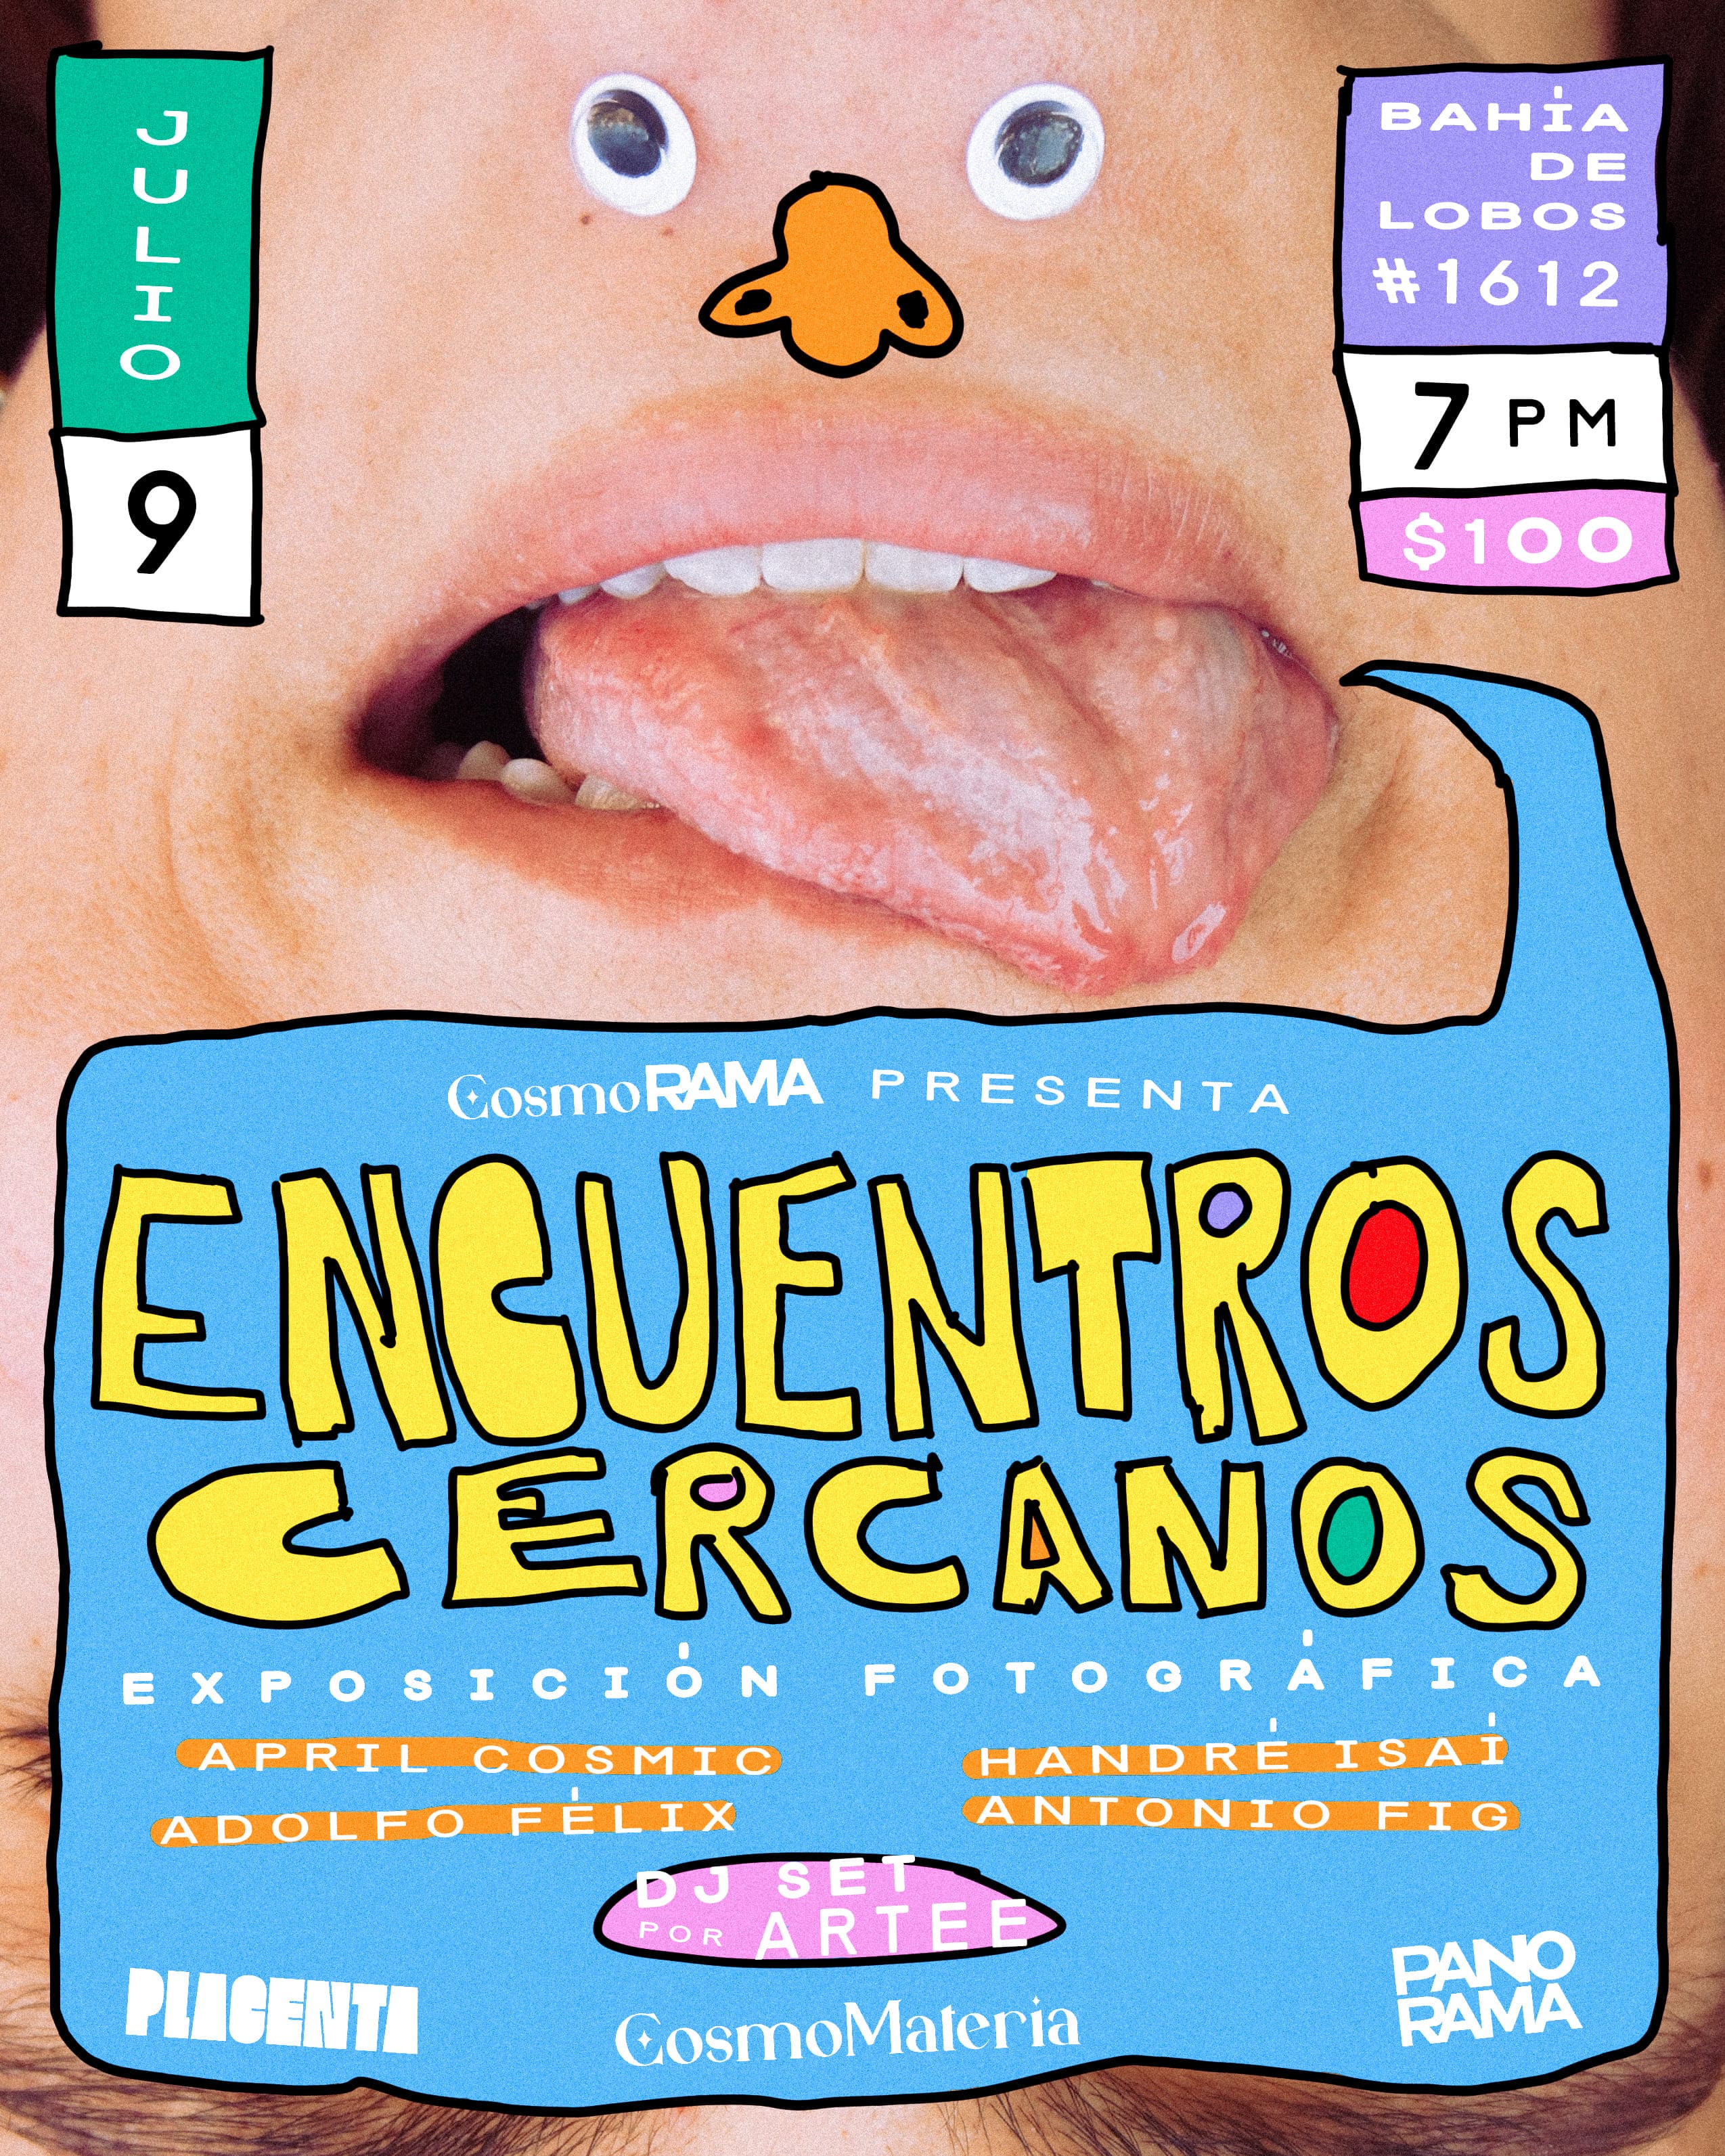 JULIO
9
BAHÍA
DE
LOBOS
#1612
7 PM
$100
CosmoRAMA PRESENTA
ENCUENTROS
CERCANOS
EXPOSICIÓN FOTOGRÁFICA
APRIL COSMIC
HANDRÉ ISAÍ
ADOLFO FÉLIX
ANTONIO FIG
DJ SET
POR ARTEE
PLACENTA
CosmoMateria
PANO
RAMA